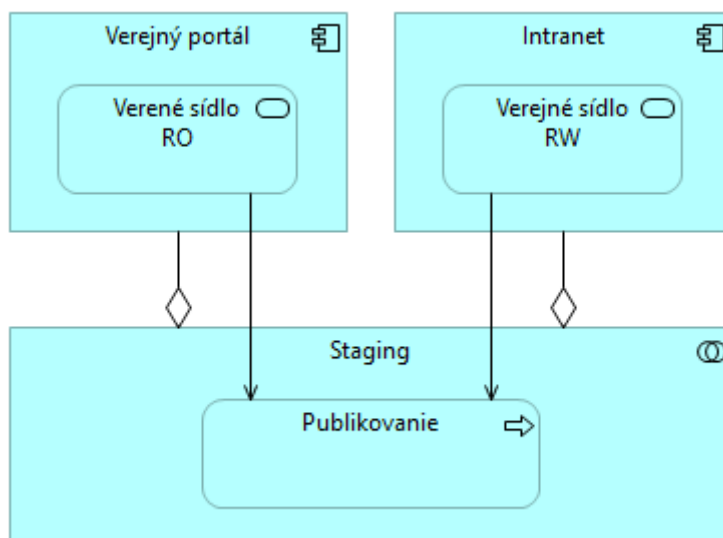 Verejný portál
Verené sídlo
RO
Intranet
Verejné sídlo
RW
Staging
Publikovanie